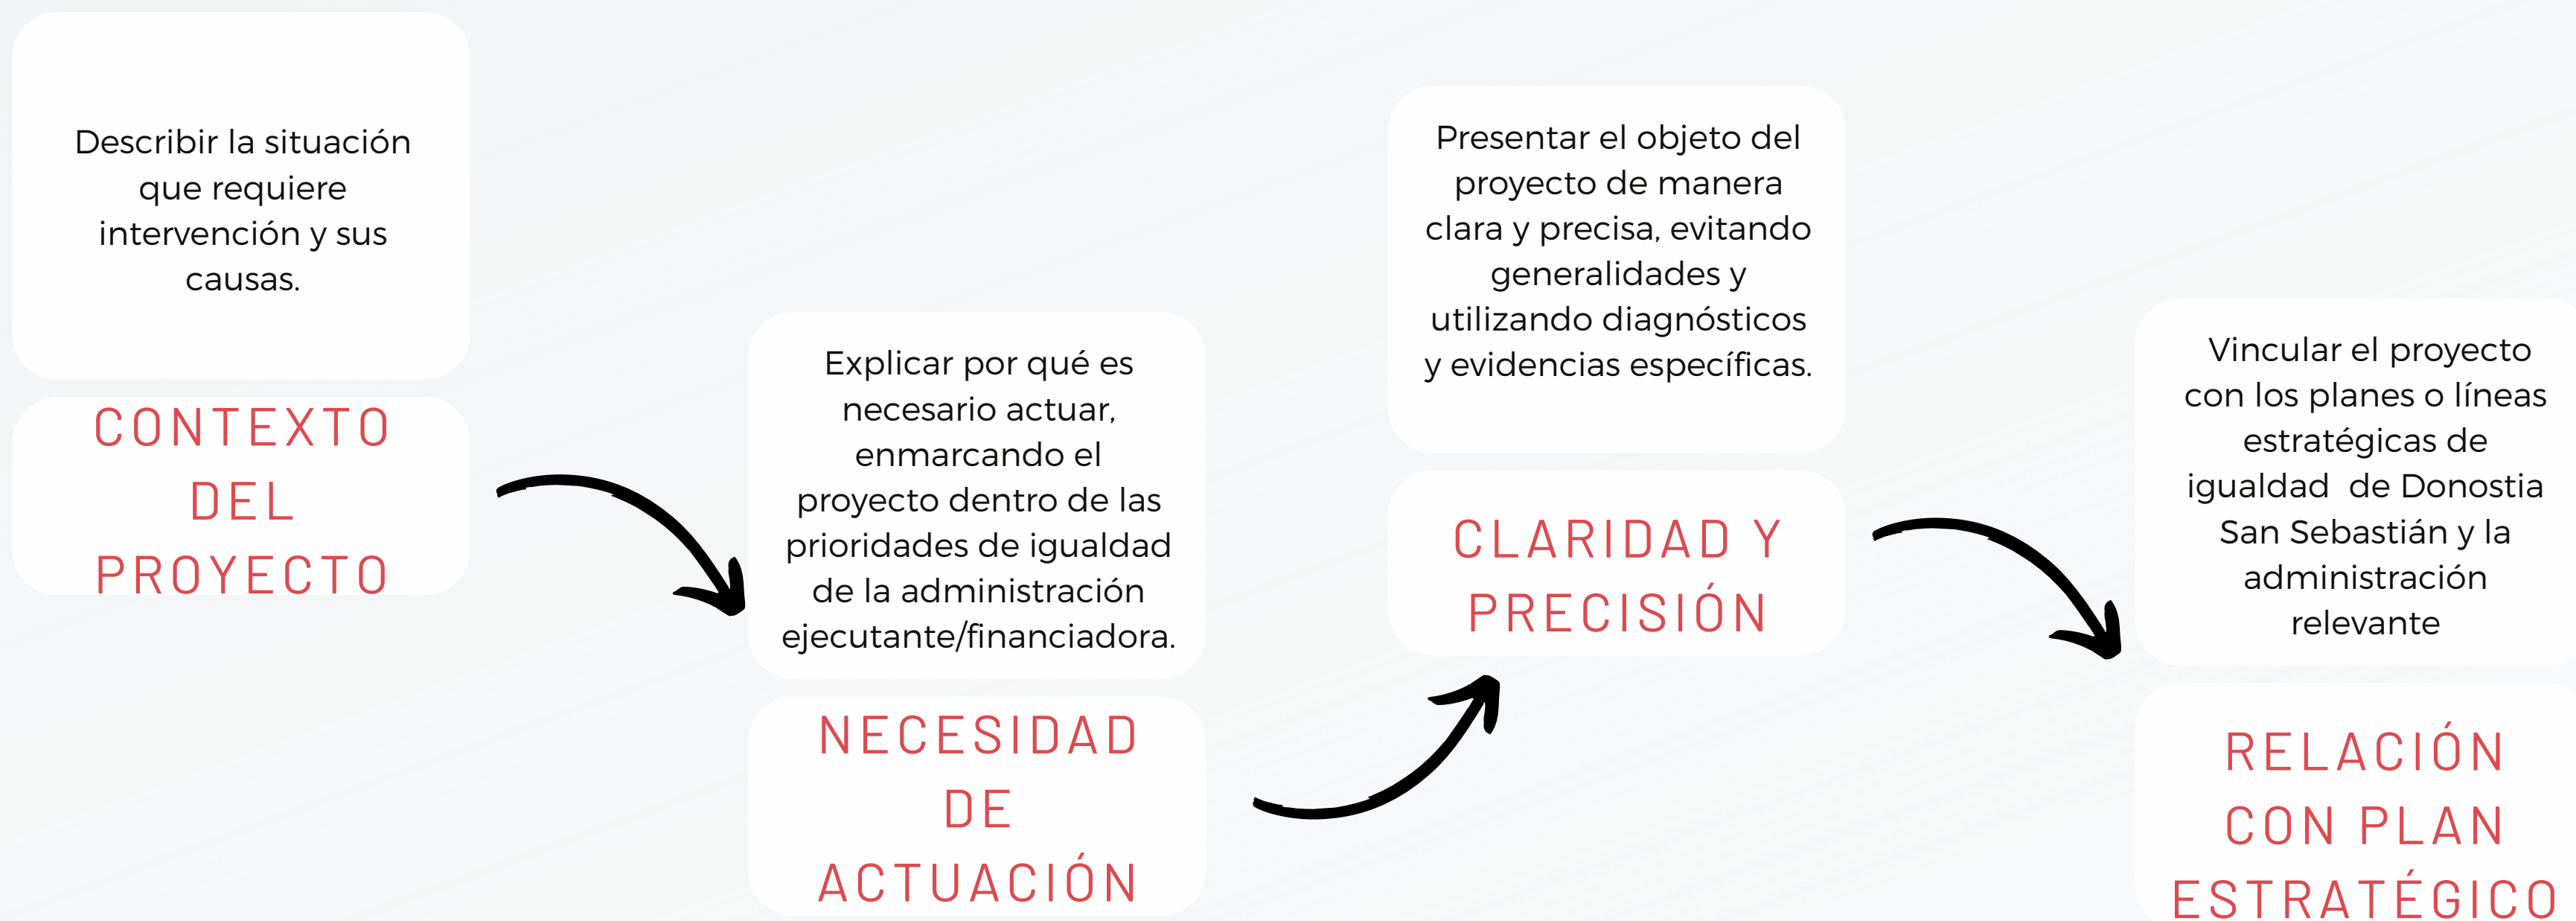 Describir la situación
que requiere
intervención y sus
causas.
CONTEXTO
DEL
PROYECTO
Explicar por qué es
necesario actuar,
enmarcando el
proyecto dentro de las
prioridades de igualdad
de la administración
ejecutante/financiadora.
NECESIDAD
DE
ACTUACIÓN
Presentar el objeto del
proyecto de manera
clara y precisa, evitando
generalidades y
utilizando diagnósticos
y evidencias específicas.
CLARIDAD Y
PRECISIÓN
Vincular el proyecto
con los planes o líneas
estratégicas de
igualdad  de Donostia
San Sebastián y la
administración
relevante
RELACIÓN
CON PLAN
ESTRATÉGICO